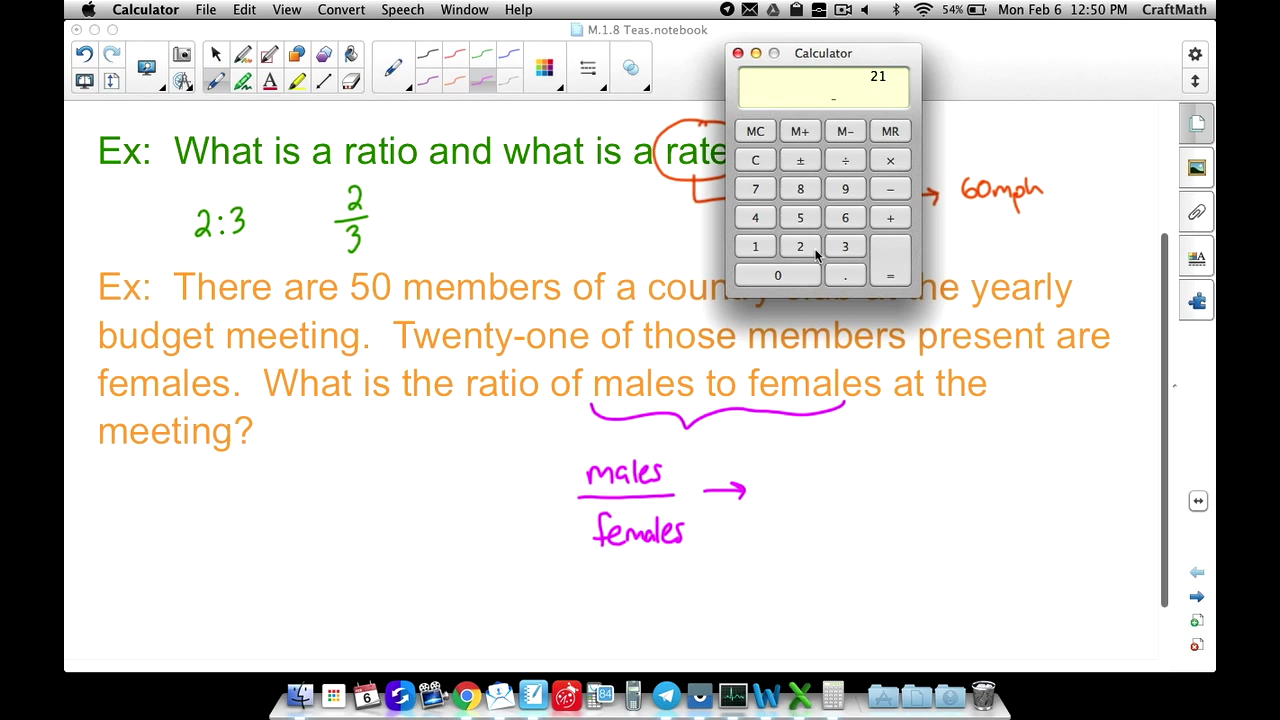 Calculator File Edit View Convert Speech Window Help 54% Mon Feb 6 12:50 PM CraftMath
M.1.8 Teas.notebook
Calculator
21
-
MC M+ M- MR
C ± ÷ ×
7 8 9 −
4 5 6 +
1 2 3
0 . =
A
Ex: What is a ratio and what is a rate
2:3 2/3
60mph
Ex: There are 50 members of a coun the yearly
budget meeting. Twenty-one of those members present are
females. What is the ratio of males to females at the
meeting?
males →
females
FEB
6
84